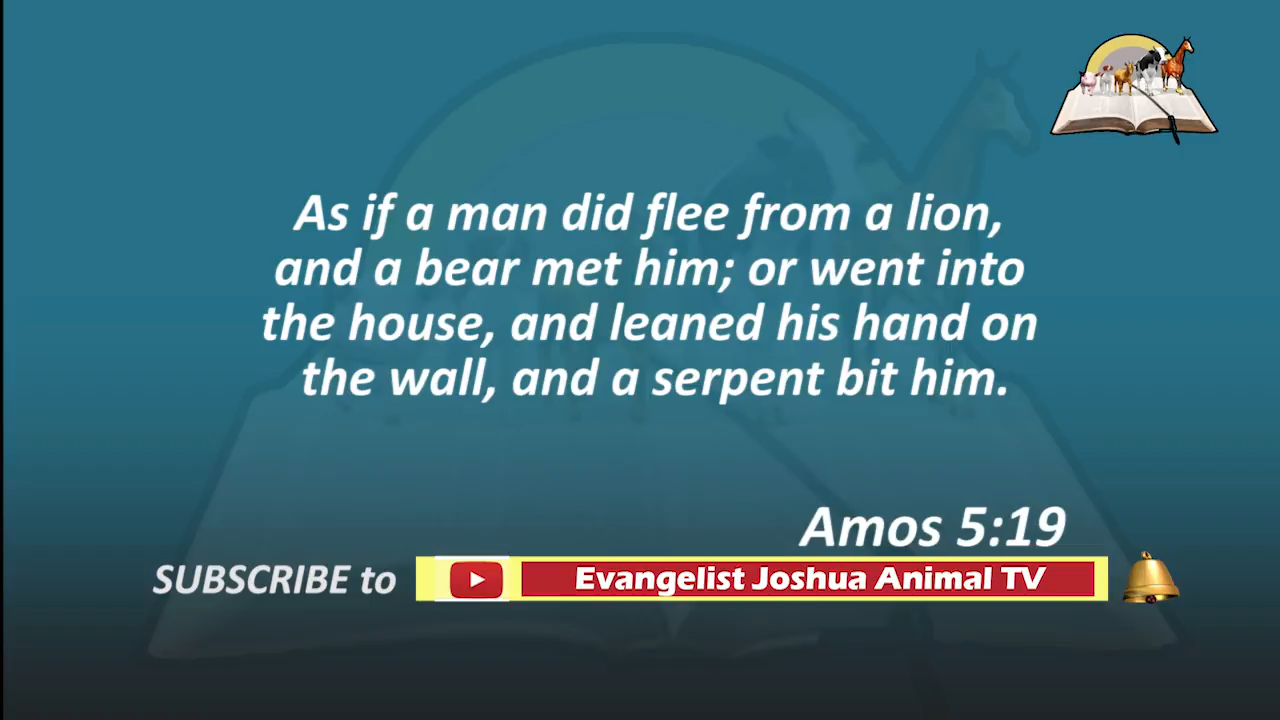 As if a man did flee from a lion,
and a bear met him; or went into
the house, and leaned his hand on
the wall, and a serpent bit him.
Amos 5:19
SUBSCRIBE to Evangelist Joshua Animal TV